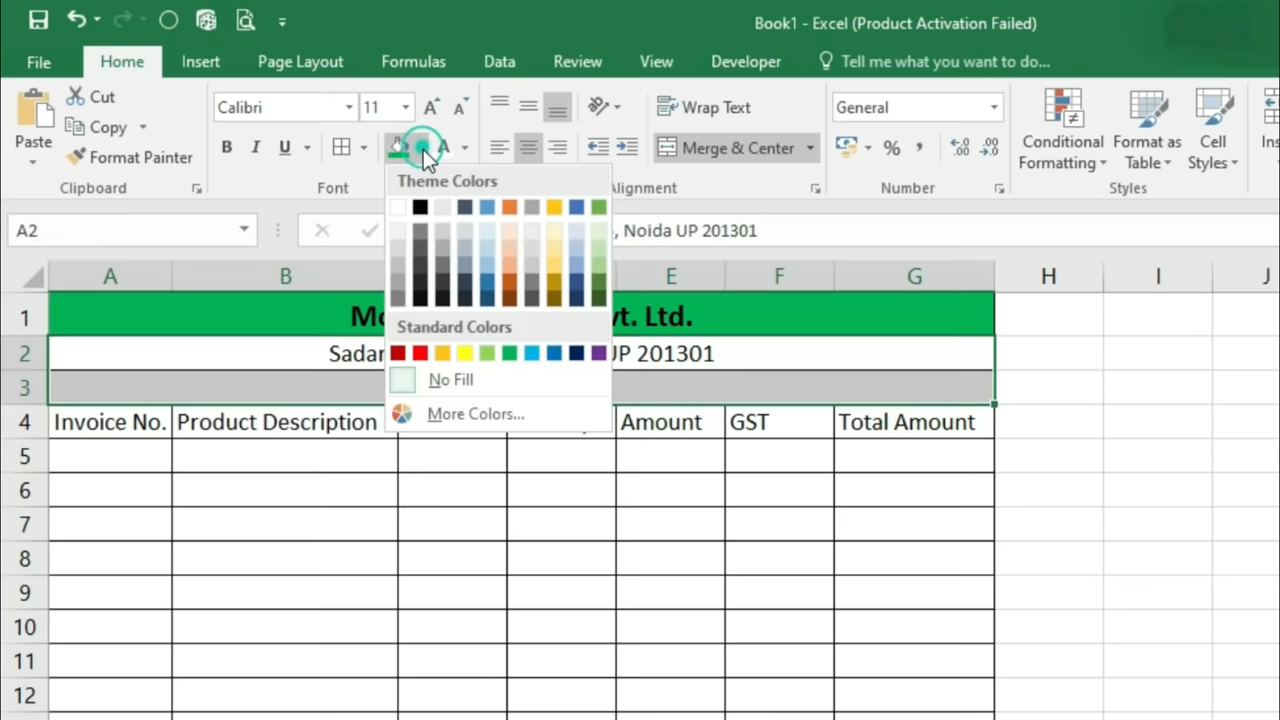 Book1 - Excel (Product Activation Failed)
File Home Insert Page Layout Formulas Data Review View Developer Tell me what you want to do...
Paste Cut Copy Format Painter Clipboard
Calibri 11 B I U A Font
Wrap Text Merge & Center Alignment
General % , .00 .0 Number
Conditional Formatting Format as Table Cell Styles Styles
A2 , Noida UP 201301
Theme Colors
Standard Colors
No Fill
More Colors...
A B E F G H I J
1 vt. Ltd.
2 Sadar UP 201301
3
4 Invoice No. Product Description Amount GST Total Amount
5
6
7
8
9
10
11
12